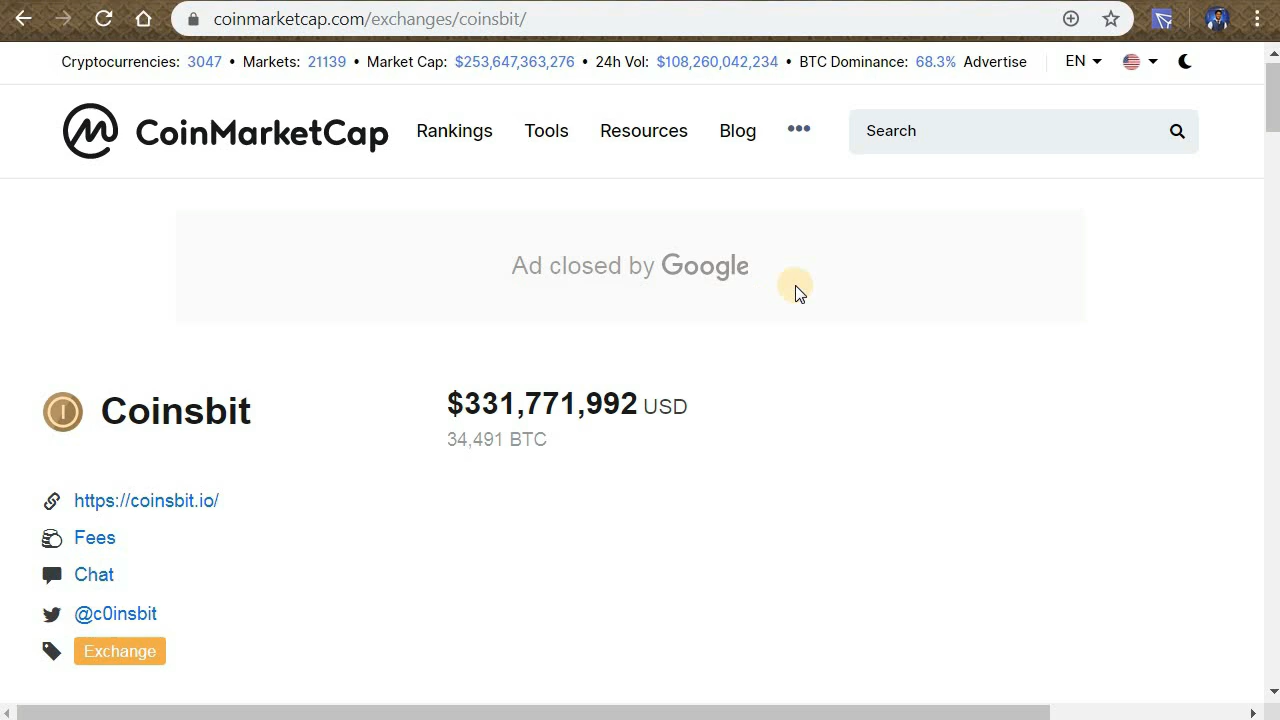 coinmarketcap.com/exchanges/coinsbit/
Cryptocurrencies: 3047 • Markets: 21139 • Market Cap: $253,647,363,276 • 24h Vol: $108,260,042,234 • BTC Dominance: 68.3% Advertise EN
CoinMarketCap Rankings Tools Resources Blog ••• Search
Ad closed by Google
Coinsbit
$331,771,992 USD
34,491 BTC
https://coinsbit.io/
Fees
Chat
@c0insbit
Exchange